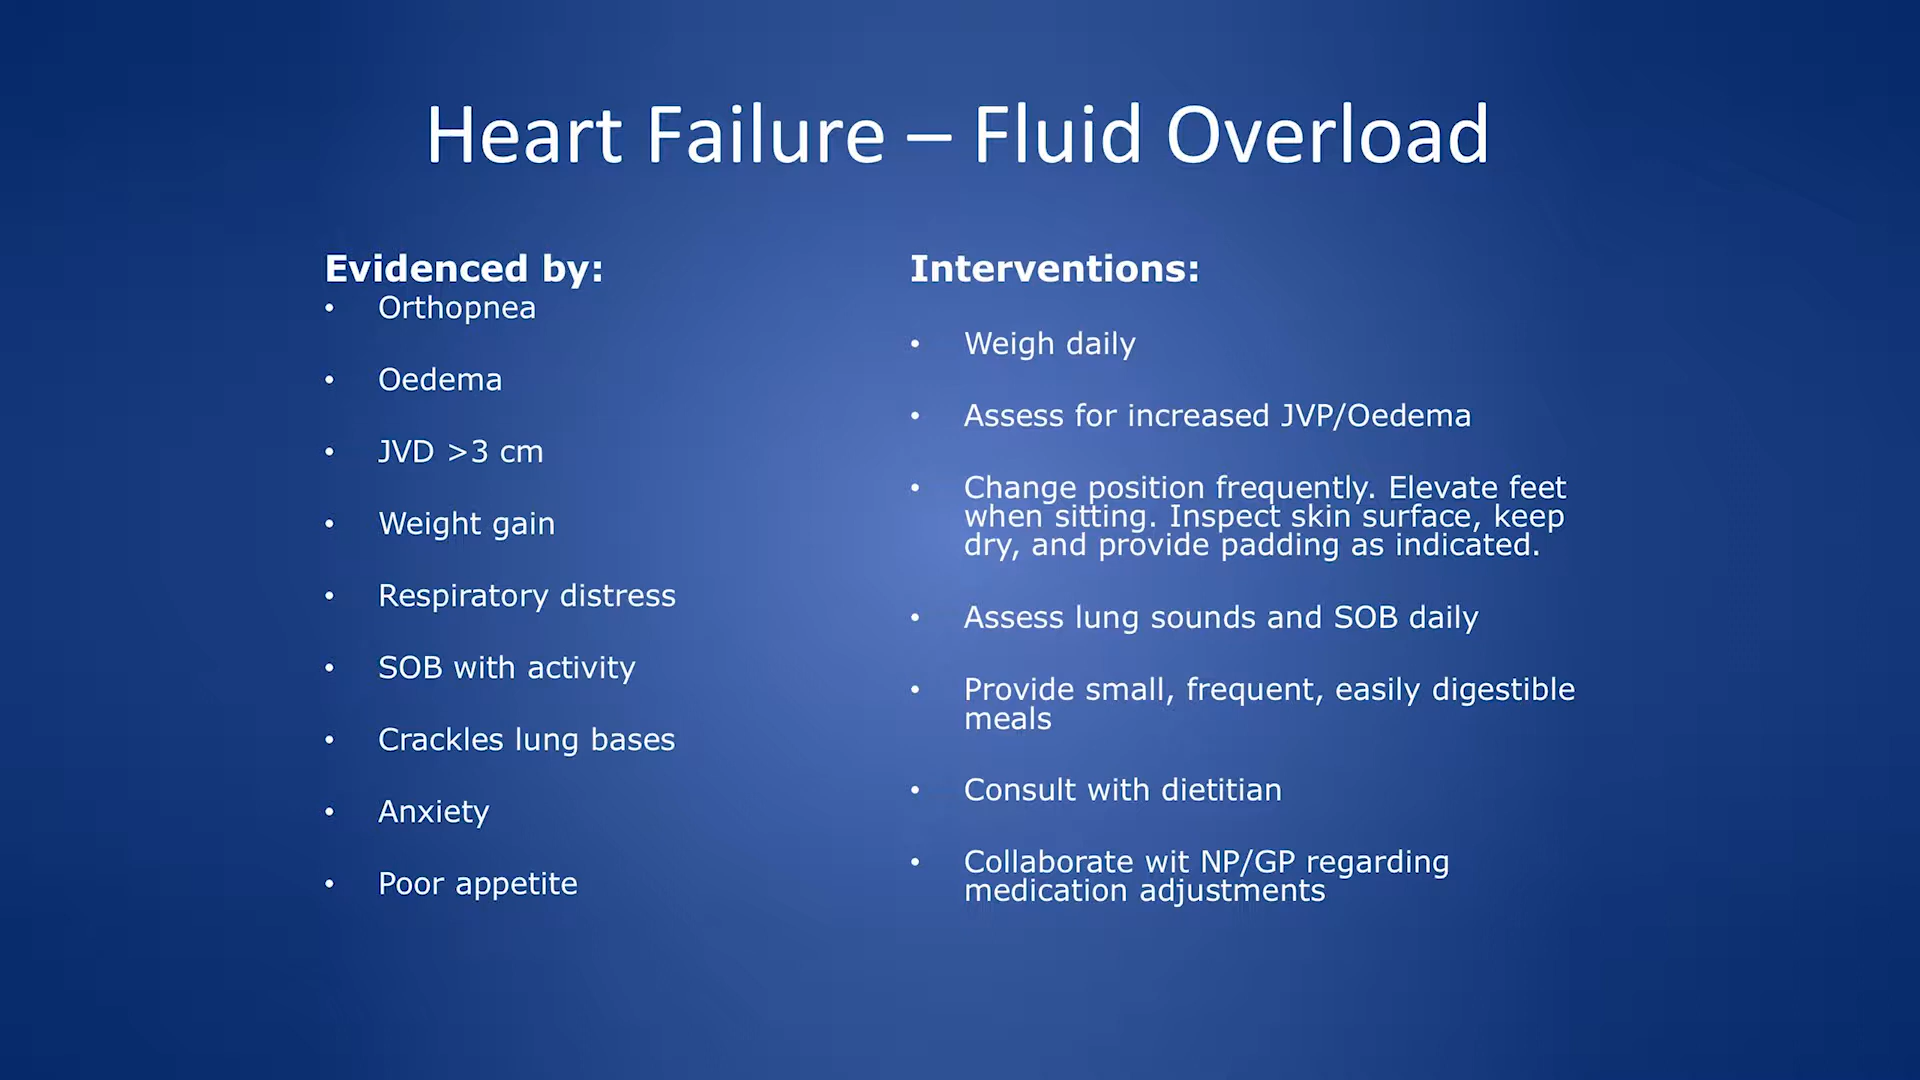 Heart Failure – Fluid Overload
Evidenced by:
• Orthopnea
• Oedema
• JVD >3 cm
• Weight gain
• Respiratory distress
• SOB with activity
• Crackles lung bases
• Anxiety
• Poor appetite
Interventions:
• Weigh daily
• Assess for increased JVP/Oedema
• Change position frequently. Elevate feet
when sitting. Inspect skin surface, keep
dry, and provide padding as indicated.
• Assess lung sounds and SOB daily
• Provide small, frequent, easily digestible
meals
• Consult with dietitian
• Collaborate wit NP/GP regarding
medication adjustments